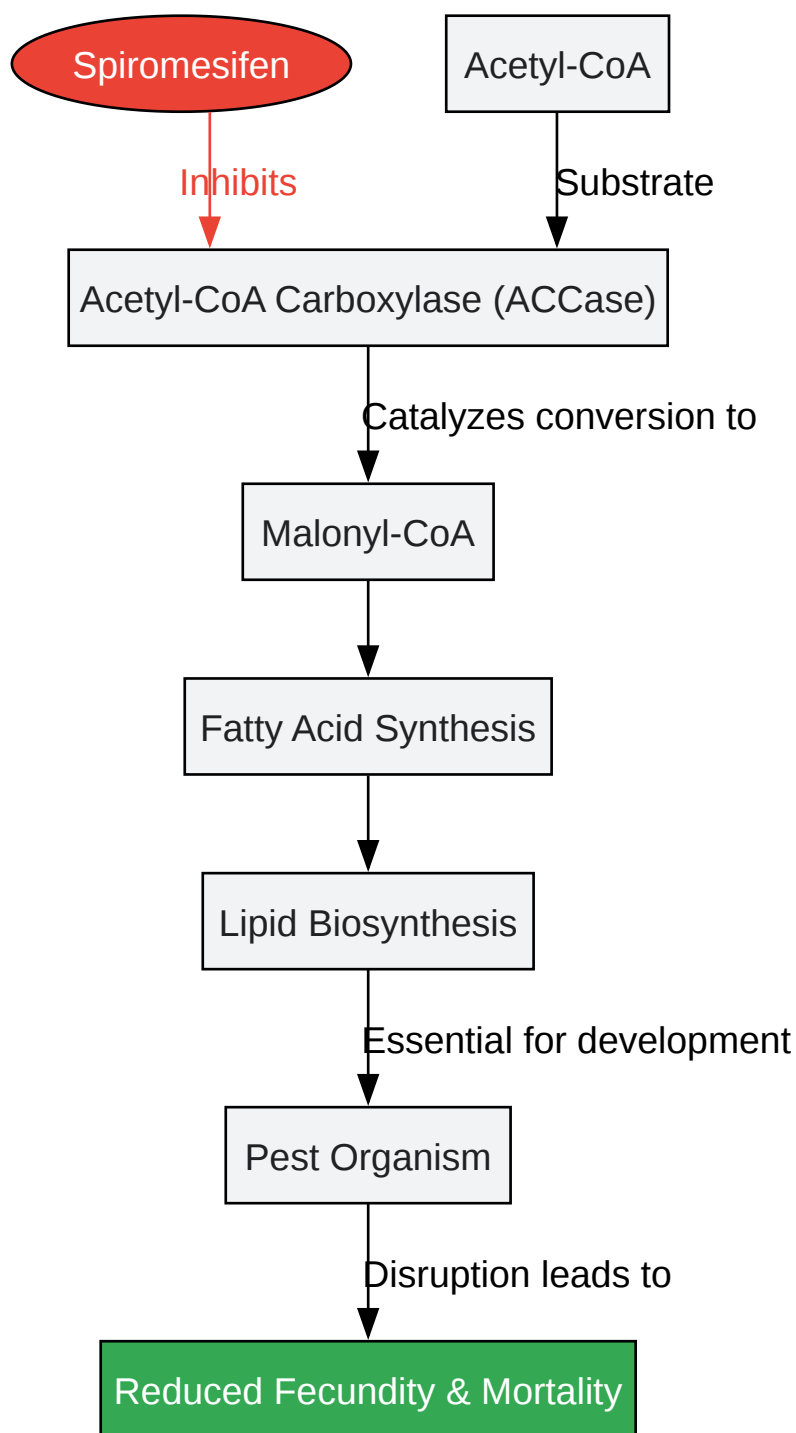 Spiromesifen
Acetyl-CoA
Inhibits
Substrate
Acetyl-CoA Carboxylase (ACCase)
Catalyzes conversion to
Malonyl-CoA
Fatty Acid Synthesis
Lipid Biosynthesis
Essential for development
Pest Organism
Disruption leads to
Reduced Fecundity & Mortality